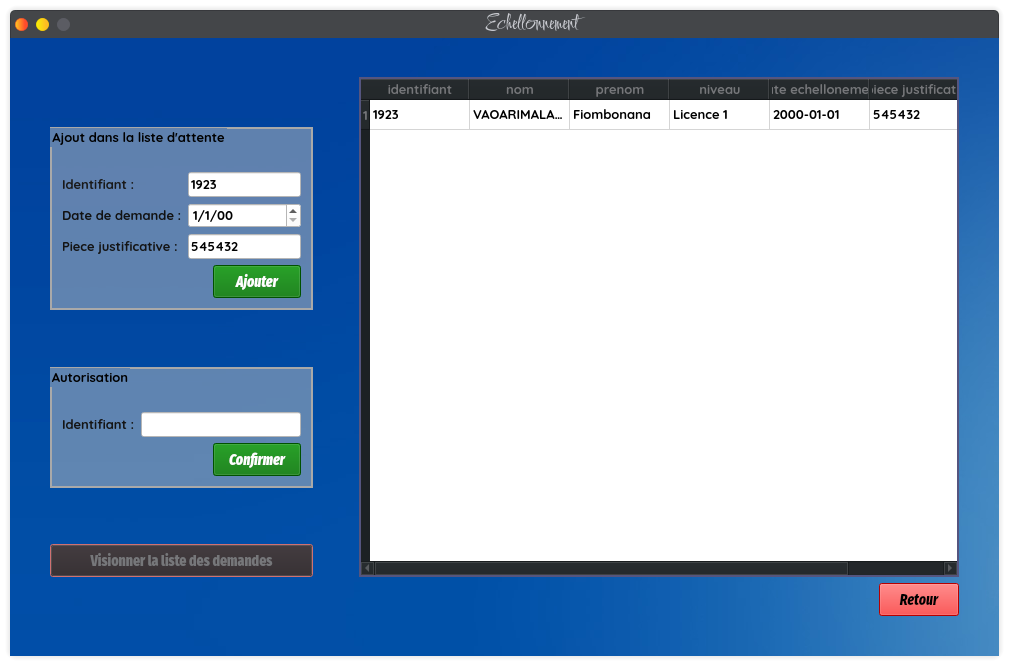 Echellonnement
Ajout dans la liste d'attente
Identifiant : 1923
Date de demande : 1/1/00
Piece justificative : 545432
Ajouter
Autorisation
Identifiant :
Confirmer
Visionner la liste des demandes
identifiant nom prenom niveau te echelloneme iece justificat
1 1923 VAOARIMALA... Fiombonana Licence 1 2000-01-01 545432
Retour